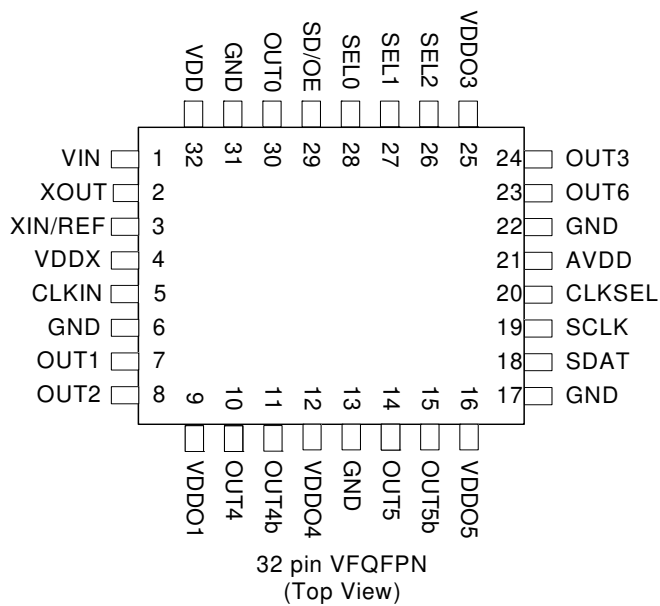 VDD
GND
OUT0
SD/OE
SEL0
SEL1
SEL2
VDDO3
32
31
30
29
28
27
26
25
VIN 1
XOUT 2
XIN/REF 3
VDDX 4
CLKIN 5
GND 6
OUT1 7
OUT2 8
24 OUT3
23 OUT6
22 GND
21 AVDD
20 CLKSEL
19 SCLK
18 SDAT
17 GND
9
10
11
12
13
14
15
16
VDDO1
OUT4
OUT4b
VDDO4
GND
OUT5
OUT5b
VDDO5
32 pin VFQFPN
(Top View)